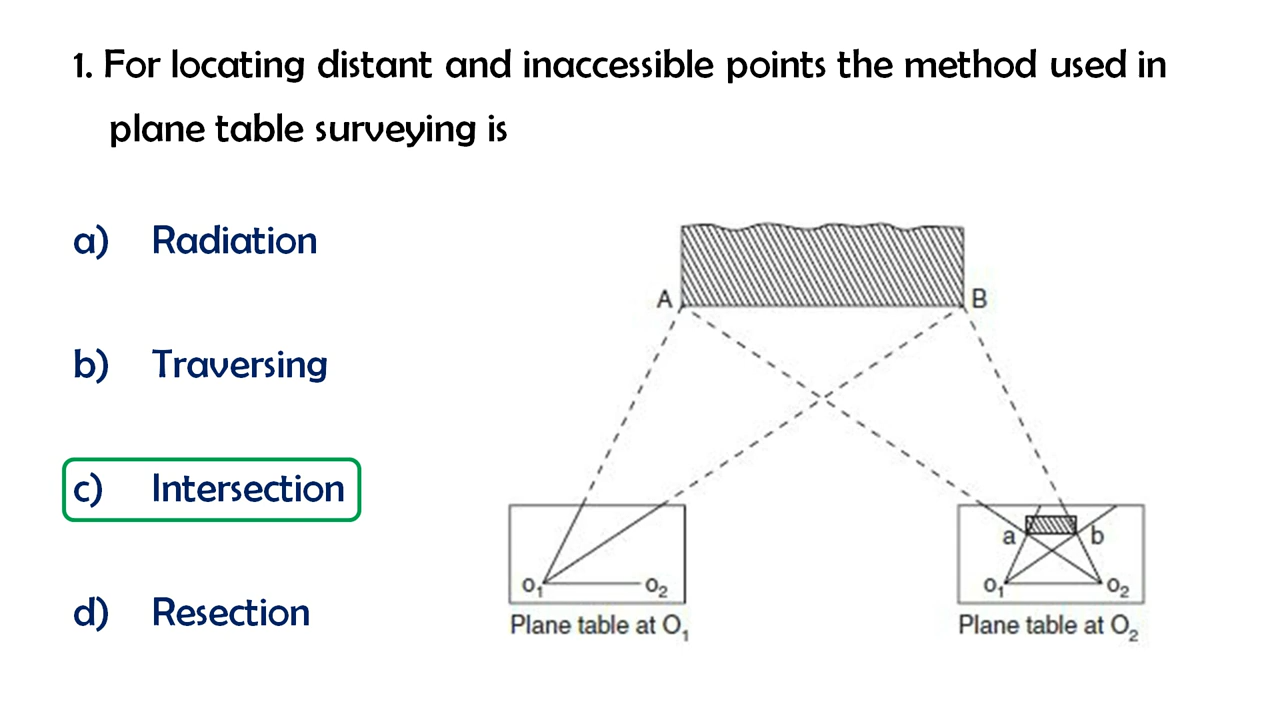 1. For locating distant and inaccessible points the method used in
plane table surveying is
a) Radiation
b) Traversing
c) Intersection
d) Resection
A
B
o₁
o₂
Plane table at O₁
a
b
o₁
o₂
Plane table at O₂